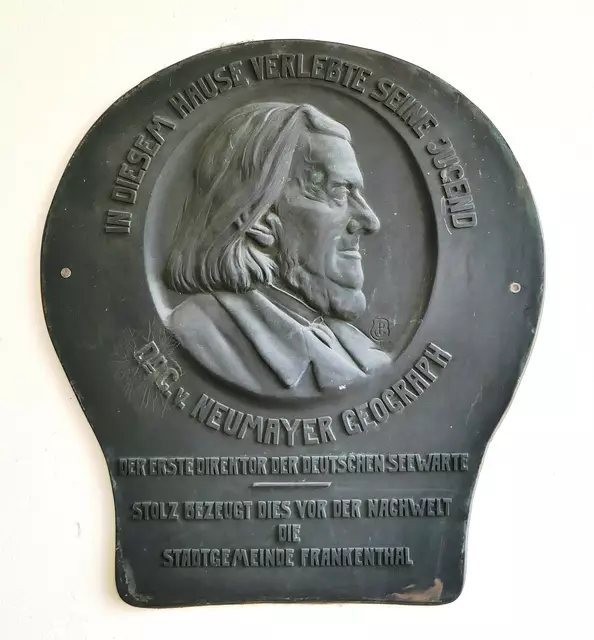 IN DIESEM HAUSE VERLEBTE SEINE JUGEND
DR G. v. NEUMAYER GEOGRAPH
DER ERSTE DIREKTOR DER DEUTSCHEN SEEWARTE
STOLZ BEZEUGT DIES VOR DER NACHWELT
DIE
STADTGEMEINDE FRANKENTHAL